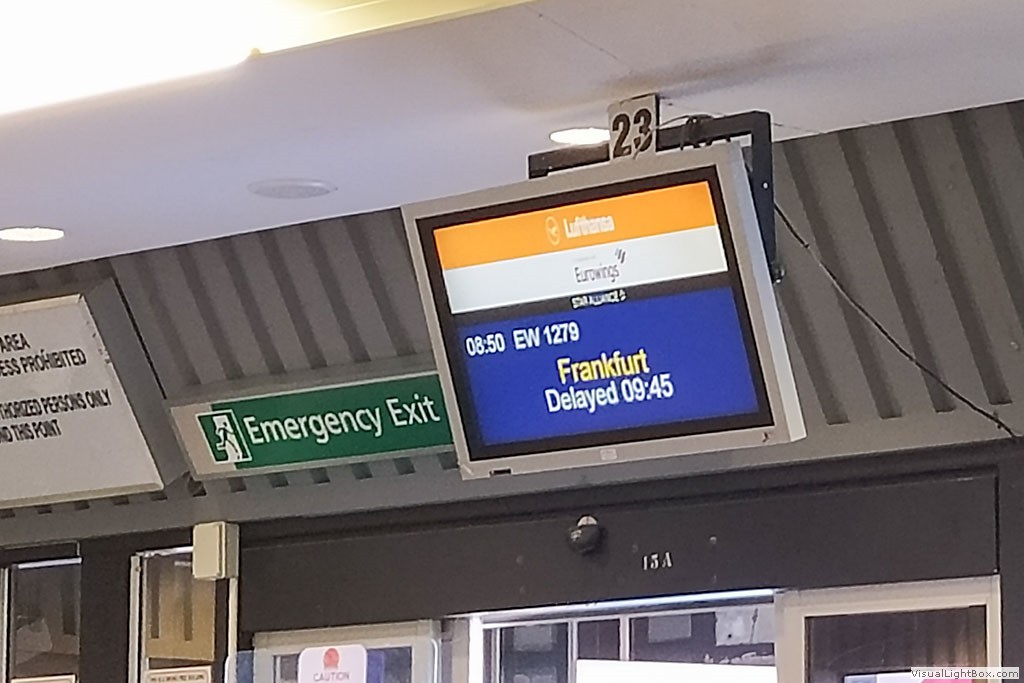 23
Lufthansa
Eurowings
STAR ALLIANCE
08:50 EW 1279
Frankfurt
Delayed 09:45
Emergency Exit
AREA
ESS PROHIBITED
THORIZED PERSONS ONLY
ND THIS POINT
13A
CAUTION
VisualLightBox.com